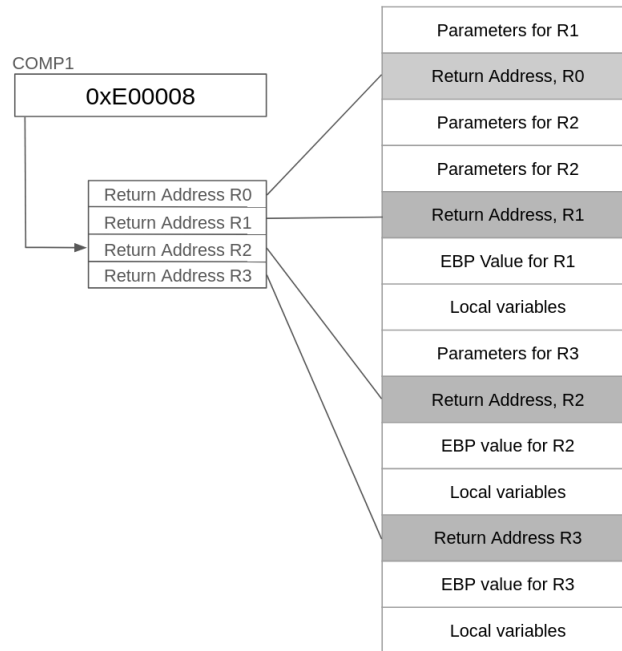 COMP1
0xE00008
Return Address R0
Return Address R1
Return Address R2
Return Address R3
Parameters for R1
Return Address, R0
Parameters for R2
Parameters for R2
Return Address, R1
EBP Value for R1
Local variables
Parameters for R3
Return Address, R2
EBP value for R2
Local variables
Return Address R3
EBP value for R3
Local variables